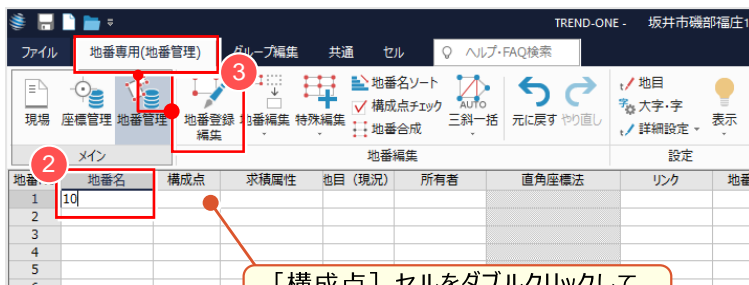 TREND-ONE - 坂井市磯部福庄1
ファイル 地番専用(地番管理) グループ編集 共通 セル ヘルプ・FAQ検索
3
現場 座標管理 地番管理 地番登録編集 地番編集 特殊編集 地番名ソート 構成点チェック 地番合成 AUTO 三斜一括 元に戻す やり直し 地目 大字・字 詳細設定 表示
メイン 地番編集 設定
2
地番 地番名 構成点 求積属性 地目（現況） 所有者 直角座標法 リンク 地番
1 10
2
3
4
5
［構成点］セルをダブルクリックして